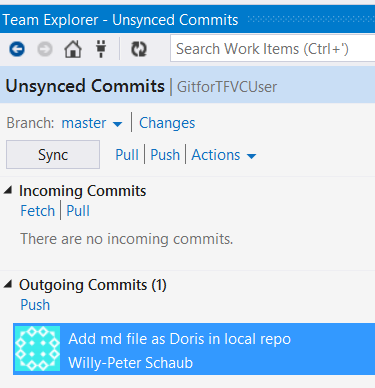 Team Explorer - Unsynced Commits
Search Work Items (Ctrl+')
Unsynced Commits | GitforTFVCUser
Branch: master Changes
Sync Pull Push Actions
Incoming Commits
Fetch Pull
There are no incoming commits.
Outgoing Commits (1)
Push
Add md file as Doris in local repo
Willy-Peter Schaub